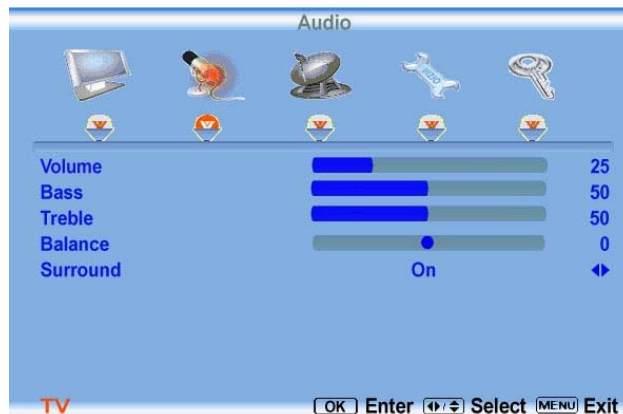 Audio
Volume 25
Bass 50
Treble 50
Balance 0
Surround On
TV OK Enter Select MENU Exit